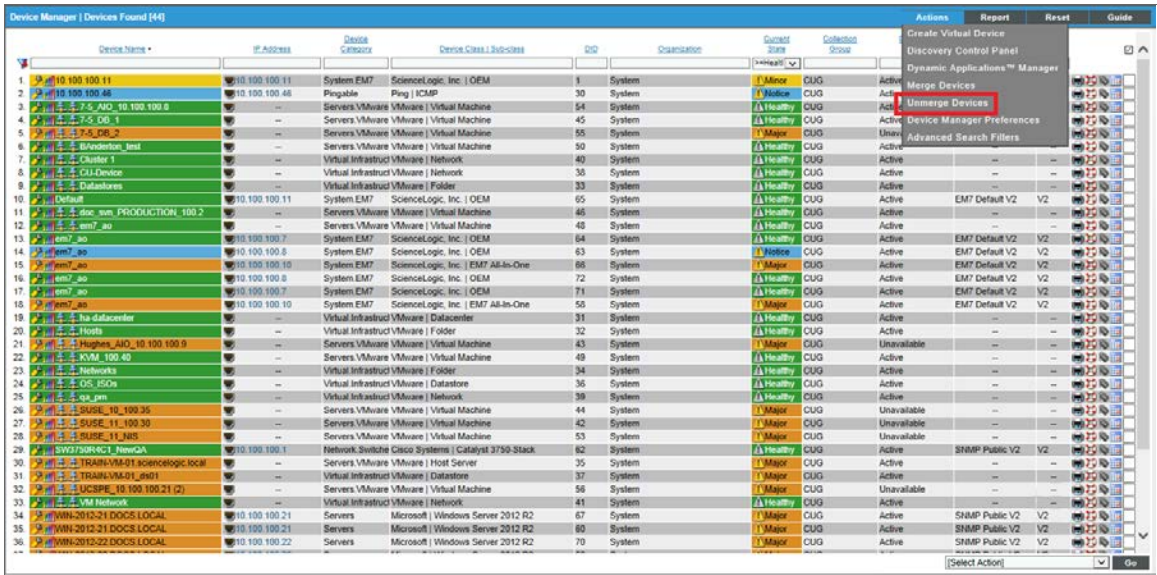 Device Manager | Devices Found [44]
Actions Report Reset Guide
Create Virtual Device
Discovery Control Panel
Dynamic Applications™ Manager
Merge Devices
Unmerge Devices
Device Manager Preferences
Advanced Search Filters
Device Name • IP Address Device Category Device Class | Sub-class DID Organization Current State Collection Group
>=Healt
1. 10.100.100.11 10.100.100.11 System.EM7 ScienceLogic, Inc. | OEM 1 System Minor CUG
2. 10.100.100.46 10.100.100.46 Pingable Ping | ICMP 30 System Notice CUG
3. 7-5_AIO_10.100.100.8 -- Servers.VMware VMware | Virtual Machine 54 System Healthy CUG
4. 7-5_DB_1 -- Servers.VMware VMware | Virtual Machine 45 System Healthy CUG
5. 7-5_DB_2 -- Servers.VMware VMware | Virtual Machine 55 System Major CUG
6. BAnderton_test -- Servers.VMware VMware | Virtual Machine 50 System Healthy CUG Active
7. Cluster 1 -- Virtual.Infrastruct VMware | Network 40 System Healthy CUG Active -- --
8. CU-Device -- Virtual.Infrastruct VMware | Network 38 System Healthy CUG Active -- --
9. Datastores -- Virtual.Infrastruct VMware | Folder 33 System Healthy CUG Active -- --
10. Default 10.100.100.11 System.EM7 ScienceLogic, Inc. | OEM 65 System Healthy CUG Active EM7 Default V2 V2
11. doc_svn_PRODUCTION_100.2 -- Servers.VMware VMware | Virtual Machine 46 System Healthy CUG Active -- --
12. em7_ao -- Servers.VMware VMware | Virtual Machine 48 System Healthy CUG Active -- --
13. em7_ao 10.100.100.7 System.EM7 ScienceLogic, Inc. | OEM 64 System Healthy CUG Active EM7 Default V2 V2
14. em7_ao 10.100.100.8 System.EM7 ScienceLogic, Inc. | OEM 63 System Notice CUG Active EM7 Default V2 V2
15. em7_ao 10.100.100.10 System.EM7 ScienceLogic, Inc. | EM7 All-In-One 68 System Major CUG Active EM7 Default V2 V2
16. em7_ao 10.100.100.8 System.EM7 ScienceLogic, Inc. | OEM 72 System Healthy CUG Active EM7 Default V2 V2
17. em7_ao 10.100.100.7 System.EM7 ScienceLogic, Inc. | OEM 71 System Healthy CUG Active EM7 Default V2 V2
18. em7_ao 10.100.100.10 System.EM7 ScienceLogic, Inc. | EM7 All-In-One 58 System Major CUG Active EM7 Default V2 V2
19. ha-datacenter -- Virtual.Infrastruct VMware | Datacenter 31 System Healthy CUG Active -- --
20. Hosts -- Virtual.Infrastruct VMware | Folder 32 System Healthy CUG Active -- --
21. Hughes_AIO_10.100.100.9 -- Servers.VMware VMware | Virtual Machine 43 System Major CUG Unavailable -- --
22. KVM_100.40 -- Servers.VMware VMware | Virtual Machine 49 System Healthy CUG Active -- --
23. Networks -- Virtual.Infrastruct VMware | Folder 34 System Healthy CUG Active -- --
24. OS_ISOs -- Virtual.Infrastruct VMware | Datastore 36 System Healthy CUG Active -- --
25. qa_pm -- Virtual.Infrastruct VMware | Network 39 System Healthy CUG Active -- --
26. SUSE_10_100.35 -- Servers.VMware VMware | Virtual Machine 44 System Major CUG Unavailable -- --
27. SUSE_11_100.30 -- Servers.VMware VMware | Virtual Machine 42 System Major CUG Unavailable -- --
28. SUSE_11_NIS -- Servers.VMware VMware | Virtual Machine 53 System Major CUG Unavailable -- --
29. SW3750R4C1_NewQA 10.100.100.1 Network.Switche Cisco Systems | Catalyst 3750-Stack 62 System Healthy CUG Active SNMP Public V2 V2
30. TRAIN-VM-01.sciencelogic.local -- Servers.VMware VMware | Host Server 35 System Major CUG Active -- --
31. TRAIN-VM-01_ds01 -- Virtual.Infrastruct VMware | Datastore 37 System Major CUG Active -- --
32. UCSPE_10.100.100.21 (2) -- Servers.VMware VMware | Virtual Machine 56 System Major CUG Unavailable -- --
33. VM Network -- Virtual.Infrastruct VMware | Network 41 System Healthy CUG Active -- --
34. WIN-2012-21.DOCS.LOCAL 10.100.100.21 Servers Microsoft | Windows Server 2012 R2 67 System Major CUG Active SNMP Public V2 V2
35. WIN-2012-21.DOCS.LOCAL 10.100.100.21 Servers Microsoft | Windows Server 2012 R2 60 System Major CUG Active SNMP Public V2 V2
36. WIN-2012-22.DOCS.LOCAL 10.100.100.22 Servers Microsoft | Windows Server 2012 R2 70 System Major CUG Active SNMP Public V2 V2
[Select Action] Go